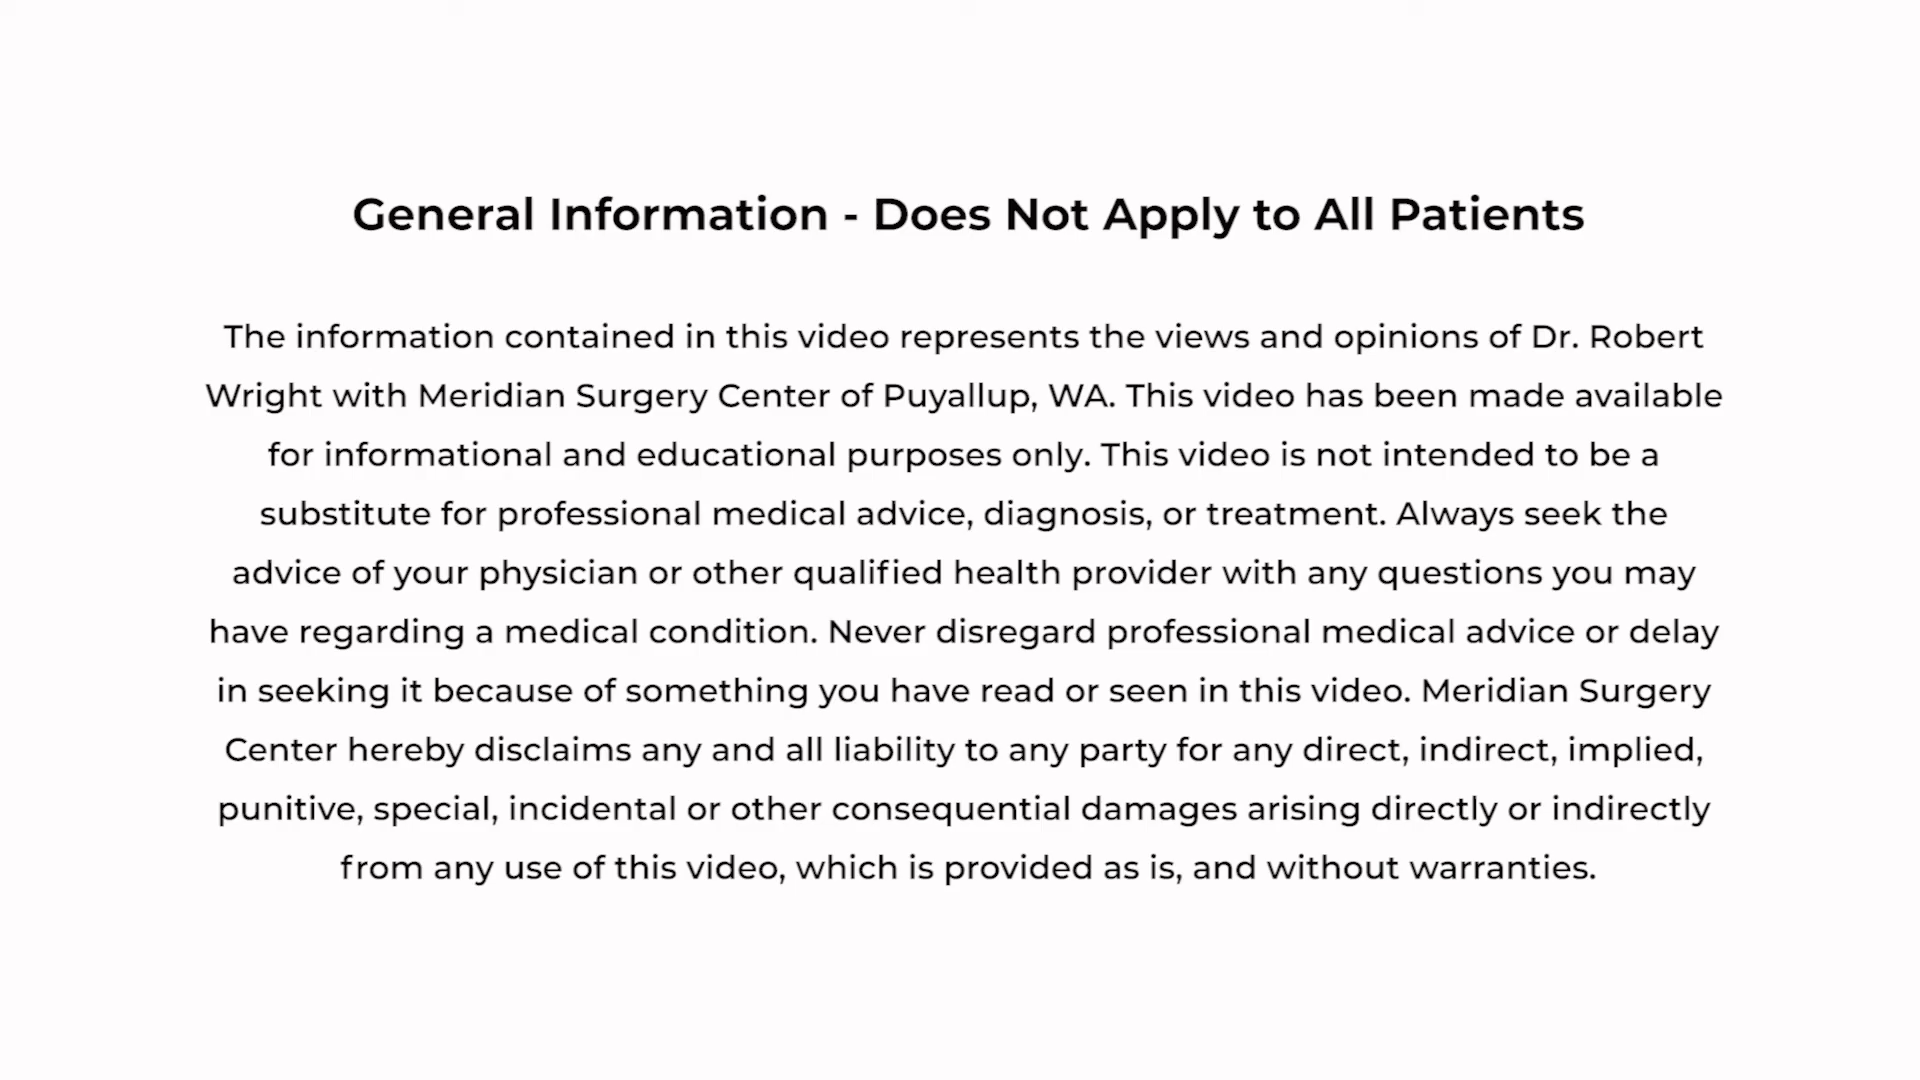 General Information - Does Not Apply to All Patients
The information contained in this video represents the views and opinions of Dr. Robert
Wright with Meridian Surgery Center of Puyallup, WA. This video has been made available
for informational and educational purposes only. This video is not intended to be a
substitute for professional medical advice, diagnosis, or treatment. Always seek the
advice of your physician or other qualified health provider with any questions you may
have regarding a medical condition. Never disregard professional medical advice or delay
in seeking it because of something you have read or seen in this video. Meridian Surgery
Center hereby disclaims any and all liability to any party for any direct, indirect, implied,
punitive, special, incidental or other consequential damages arising directly or indirectly
from any use of this video, which is provided as is, and without warranties.